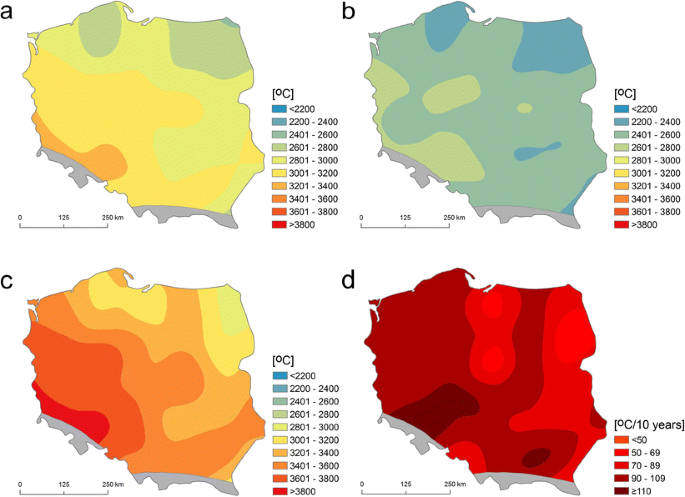 a
[ºC]
<2200
2200 - 2400
2401 - 2600
2601 - 2800
2801 - 3000
3001 - 3200
3201 - 3400
3401 - 3600
3601 - 3800
>3800
0 125 250 km
b
[ºC]
<2200
2200 - 2400
2401 - 2600
2601 - 2800
2801 - 3000
3001 - 3200
3201 - 3400
3401 - 3600
3601 - 3800
>3800
0 125 250 km
c
[ºC]
<2200
2200 - 2400
2401 - 2600
2601 - 2800
2801 - 3000
3001 - 3200
3201 - 3400
3401 - 3600
3601 - 3800
>3800
0 125 250 km
d
[ºC/10 years]
<50
50 - 69
70 - 89
90 - 109
≥110
0 125 250 km